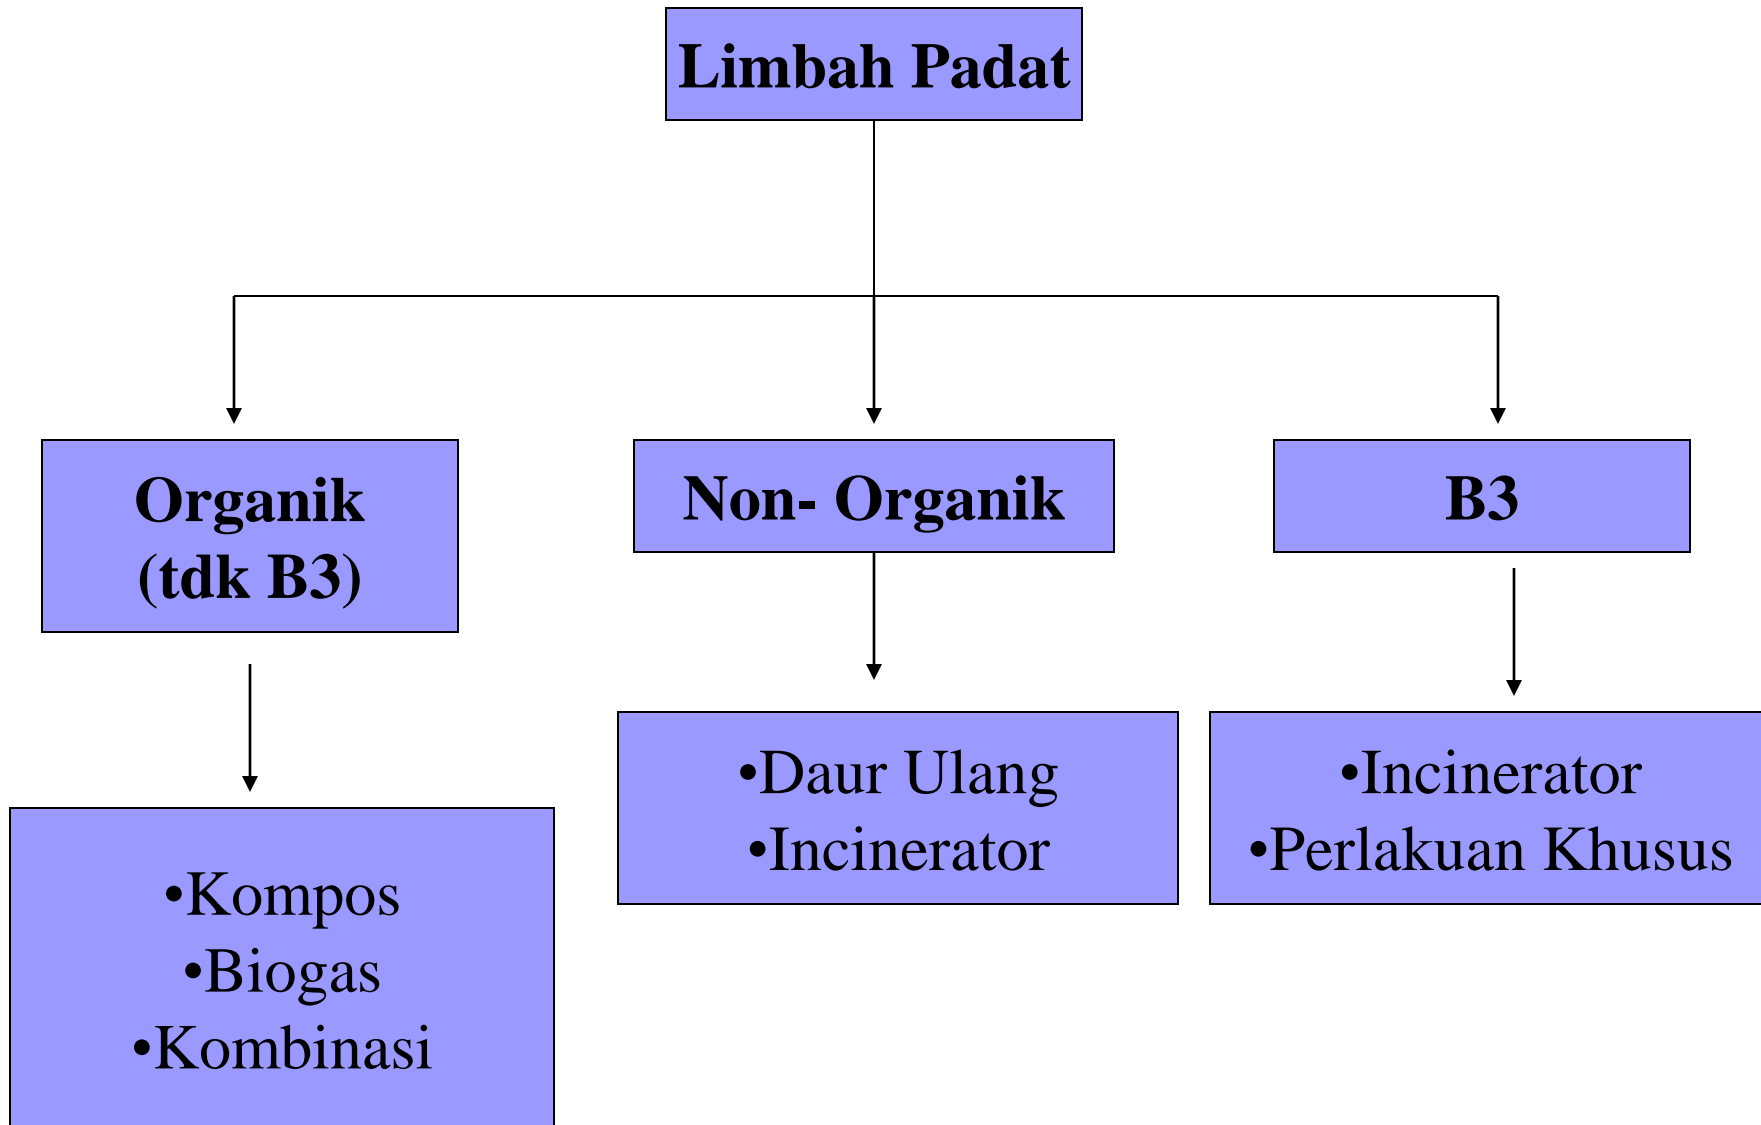 Limbah Padat
Organik
(tdk B3)
Non- Organik
B3
•Daur Ulang
•Incinerator
•Incinerator
•Perlakuan Khusus
•Kompos
•Biogas
•Kombinasi